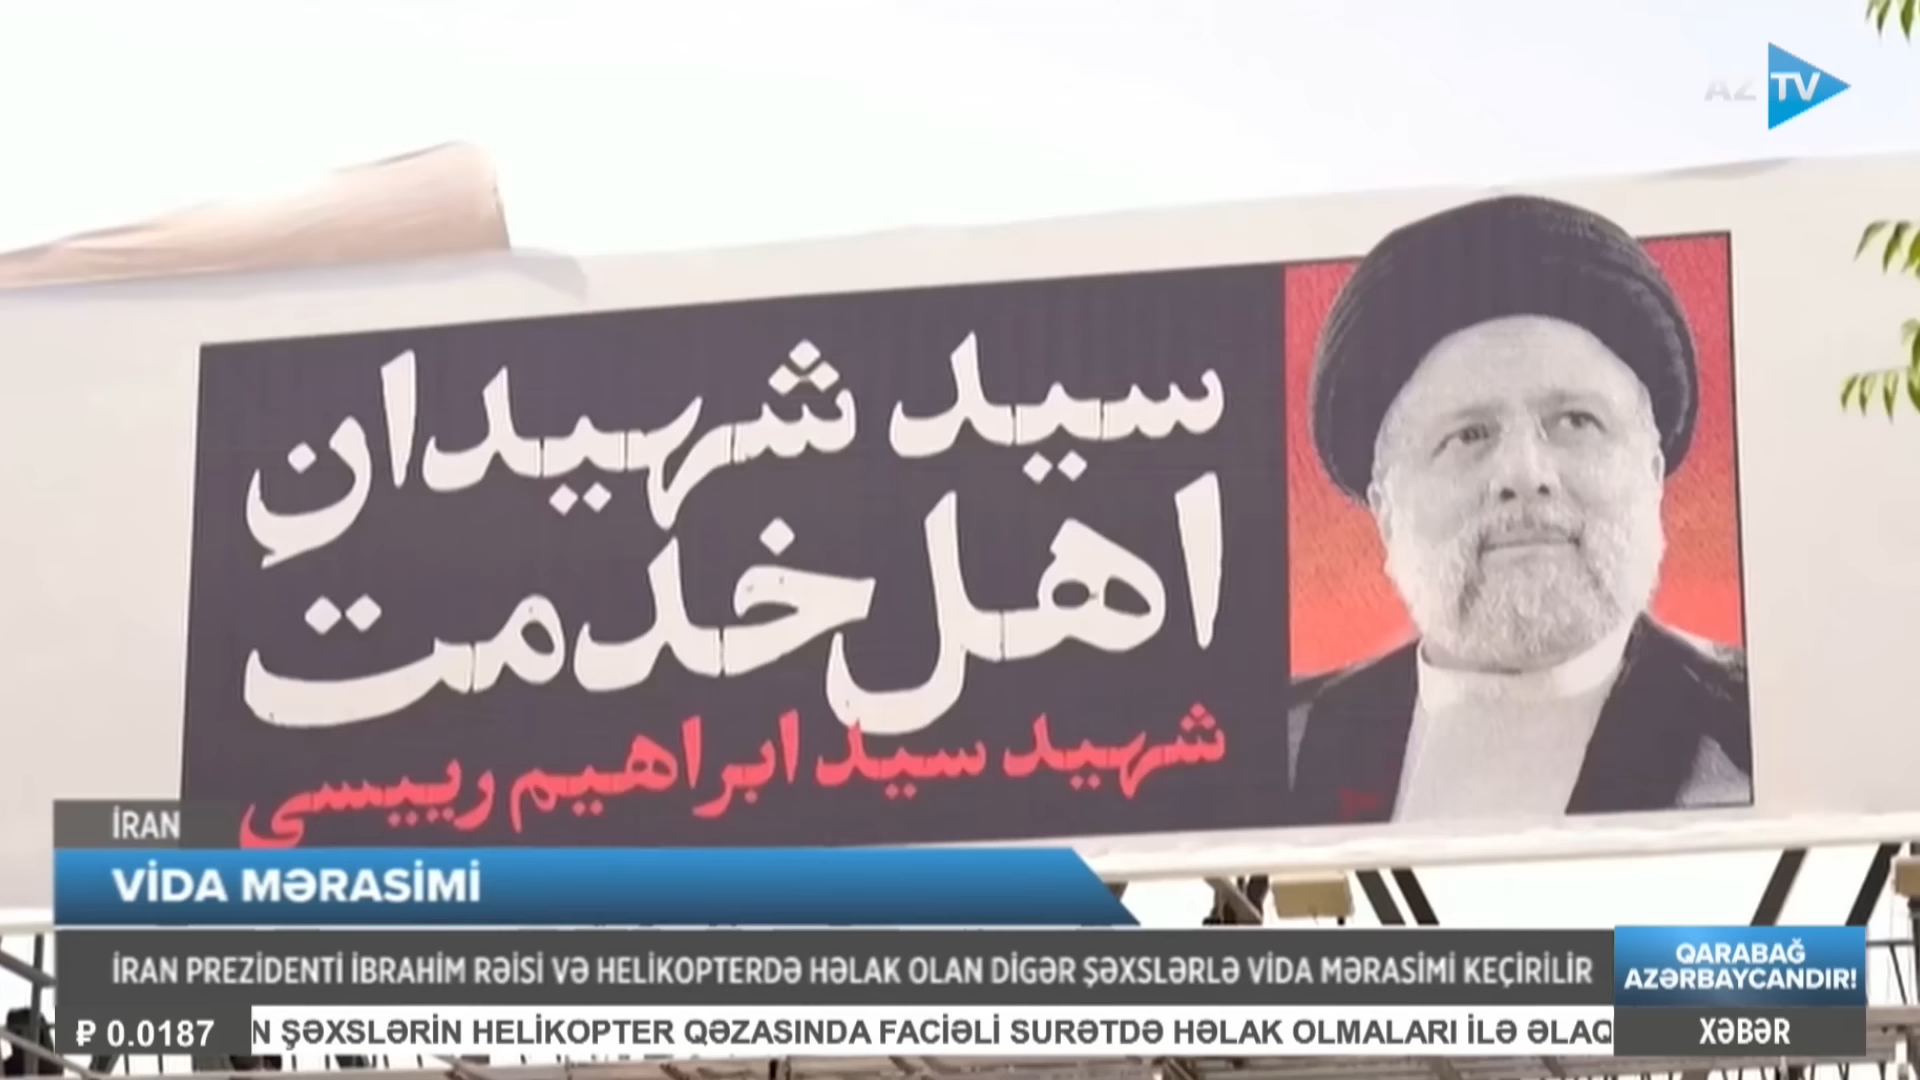 AZTV
سید شهیدانِ
اهل خدمت
شهید سید ابراهیم رییسی
İRAN
VİDA MƏRASİMİ
İRAN PREZİDENTİ İBRAHİM RƏİSİ VƏ HELİKOPTERDƏ HƏLAK OLAN DİGƏR ŞƏXSLƏRLƏ VİDA MƏRASİMİ KEÇİRİLİR
QARABAĞ
AZƏRBAYCANDIR!
₽ 0.0187
N ŞƏXSLƏRİN HELİKOPTER QƏZASINDA FACİƏLİ SURƏTDƏ HƏLAK OLMALARI İLƏ ƏLAQ
XƏBƏR